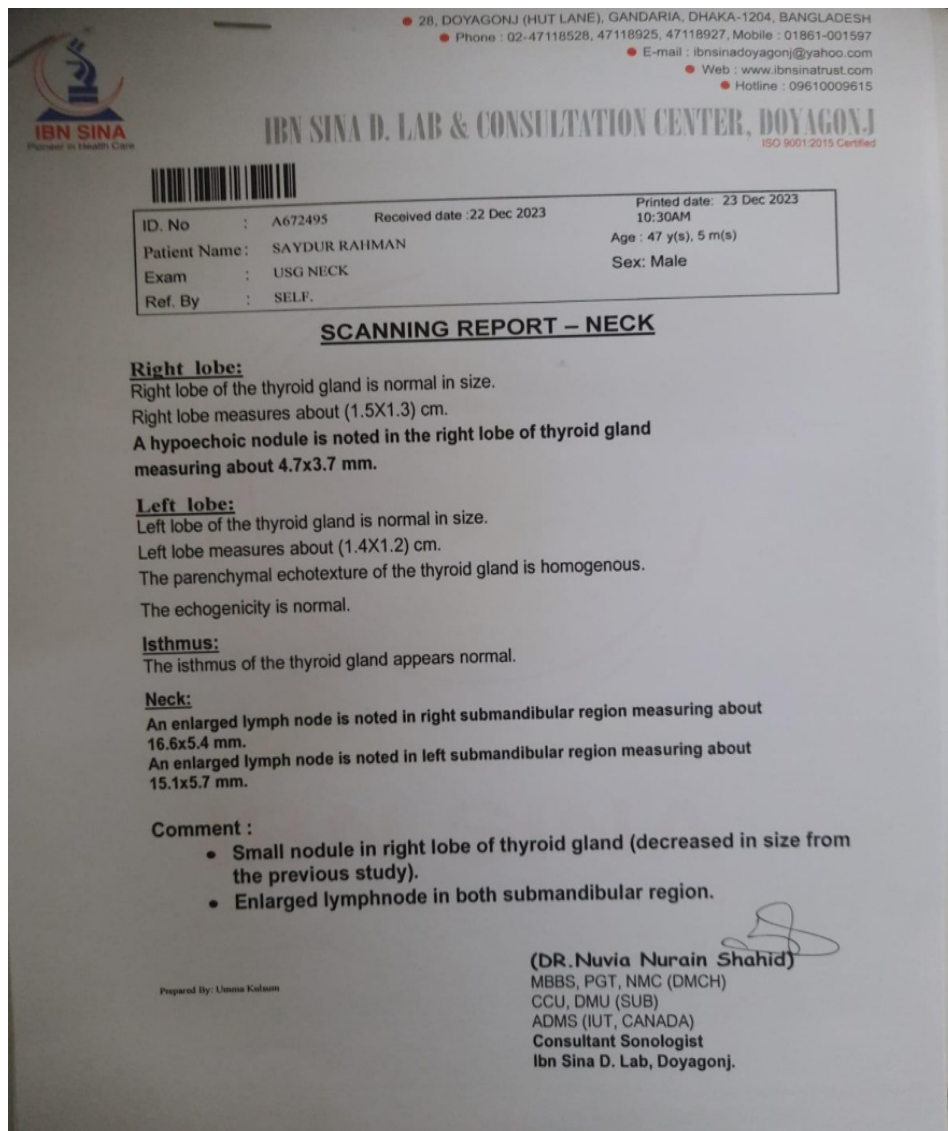 28, DOYAGONJ (HUT LANE), GANDARIA, DHAKA-1204, BANGLADESH
Phone : 02-47118528, 47118925, 47118927, Mobile : 01861-001597
E-mail : ibnsinadoyagonj@yahoo.com
Web : www.ibnsinatrust.com
Hotline : 09610009615
IBN SINA
Pioneer in Health Care
IBN SINA D. LAB & CONSULTATION CENTER, DOYAGONJ
ISO 9001:2015 Certified
ID. No : A672495 Received date :22 Dec 2023 Printed date: 23 Dec 2023
10:30AM
Patient Name : SAYDUR RAHMAN Age : 47 y(s), 5 m(s)
Exam : USG NECK Sex: Male
Ref. By : SELF.
SCANNING REPORT – NECK
Right lobe:
Right lobe of the thyroid gland is normal in size.
Right lobe measures about (1.5X1.3) cm.
A hypoechoic nodule is noted in the right lobe of thyroid gland
measuring about 4.7x3.7 mm.
Left lobe:
Left lobe of the thyroid gland is normal in size.
Left lobe measures about (1.4X1.2) cm.
The parenchymal echotexture of the thyroid gland is homogenous.
The echogenicity is normal.
Isthmus:
The isthmus of the thyroid gland appears normal.
Neck:
An enlarged lymph node is noted in right submandibular region measuring about
16.6x5.4 mm.
An enlarged lymph node is noted in left submandibular region measuring about
15.1x5.7 mm.
Comment :
• Small nodule in right lobe of thyroid gland (decreased in size from
the previous study).
• Enlarged lymphnode in both submandibular region.
(DR.Nuvia Nurain Shahid)
MBBS, PGT, NMC (DMCH)
CCU, DMU (SUB)
ADMS (IUT, CANADA)
Consultant Sonologist
Ibn Sina D. Lab, Doyagonj.
Prepared By: Umma Kulsum